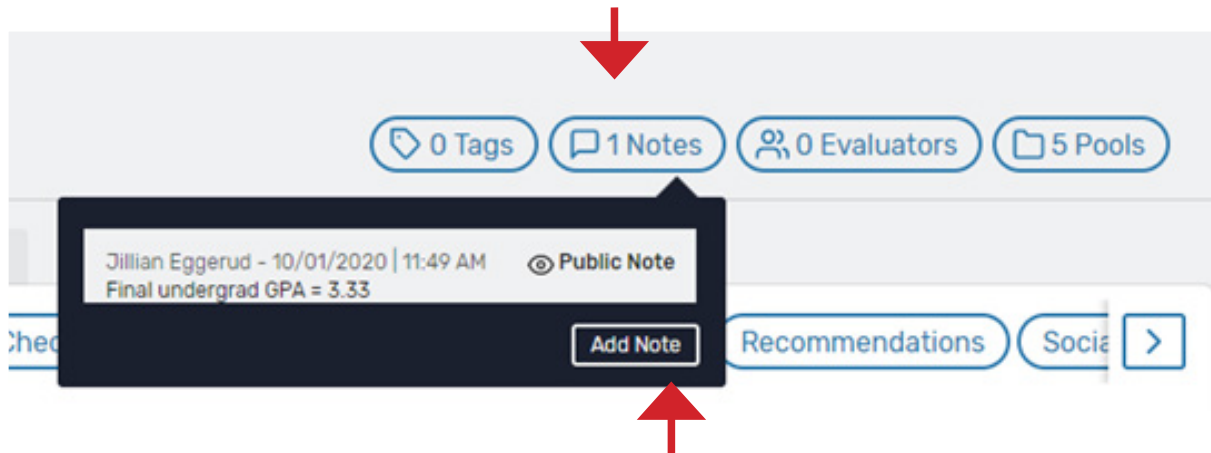 0 Tags 1 Notes 0 Evaluators 5 Pools
Jillian Eggerud - 10/01/2020 | 11:49 AM Public Note
Final undergrad GPA = 3.33
Add Note
Recommendations